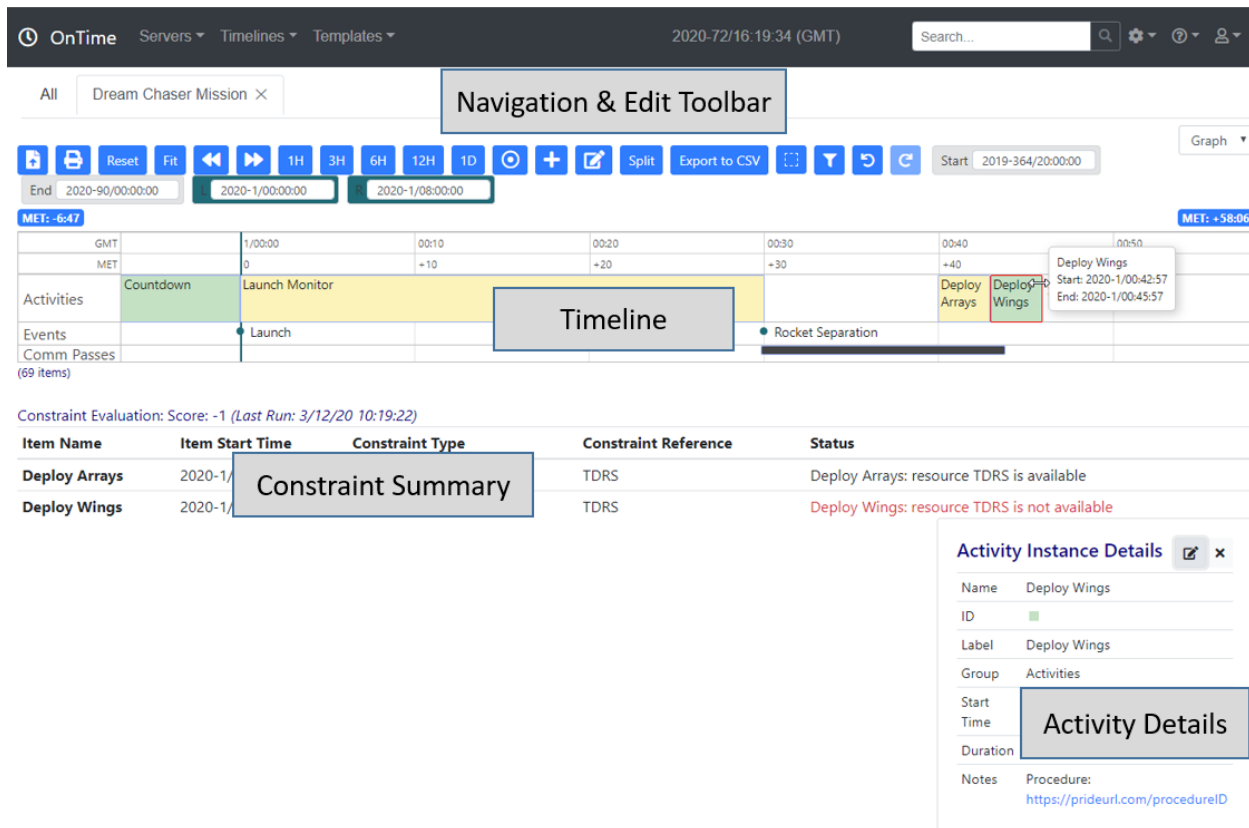 OnTime Servers Timelines Templates 2020-72/16:19:34 (GMT) Search...
All Dream Chaser Mission ×
Navigation & Edit Toolbar
Graph
Reset Fit 1H 3H 6H 12H 1D Split Export to CSV Start 2019-364/20:00:00
End 2020-90/00:00:00 L 2020-1/00:00:00 R 2020-1/08:00:00
MET: -6:47 MET: +58:06
GMT 1/00:00 00:10 00:20 00:30 00:40 00:50
MET 0 +10 +20 +30 +40
Activities Countdown Launch Monitor Deploy Arrays Deploy Wings
Deploy Wings
Start: 2020-1/00:42:57
End: 2020-1/00:45:57
Timeline
Events Launch Rocket Separation
Comm Passes
(69 items)
Constraint Evaluation: Score: -1 (Last Run: 3/12/20 10:19:22)
Item Name Item Start Time Constraint Type Constraint Reference Status
Deploy Arrays 2020-1/ TDRS Deploy Arrays: resource TDRS is available
Constraint Summary
Deploy Wings 2020-1/ TDRS Deploy Wings: resource TDRS is not available
Activity Instance Details ×
Name Deploy Wings
ID
Label Deploy Wings
Group Activities
Start
Time
Activity Details
Duration
Notes Procedure:
https://prideurl.com/procedureID